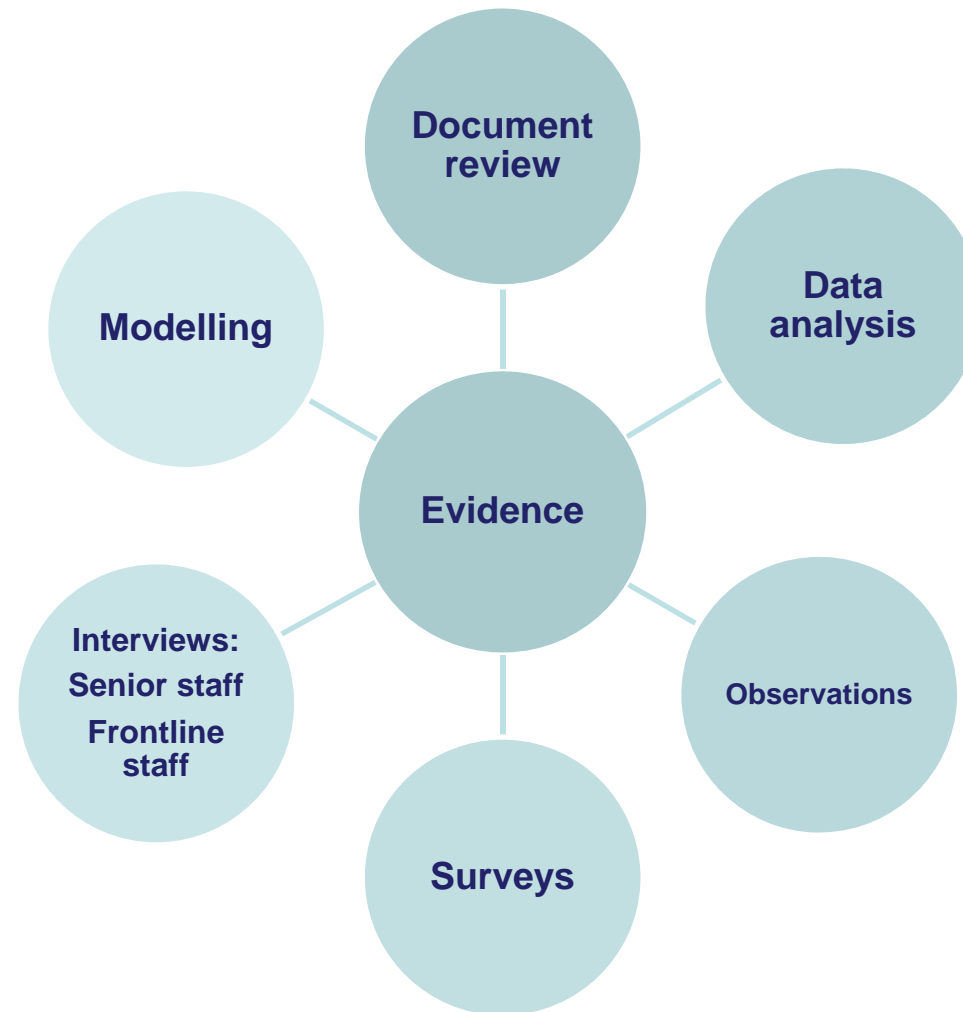 Document
review
Data
analysis
Modelling
Evidence
Interviews:
Senior staff
Frontline
staff
Observations
Surveys